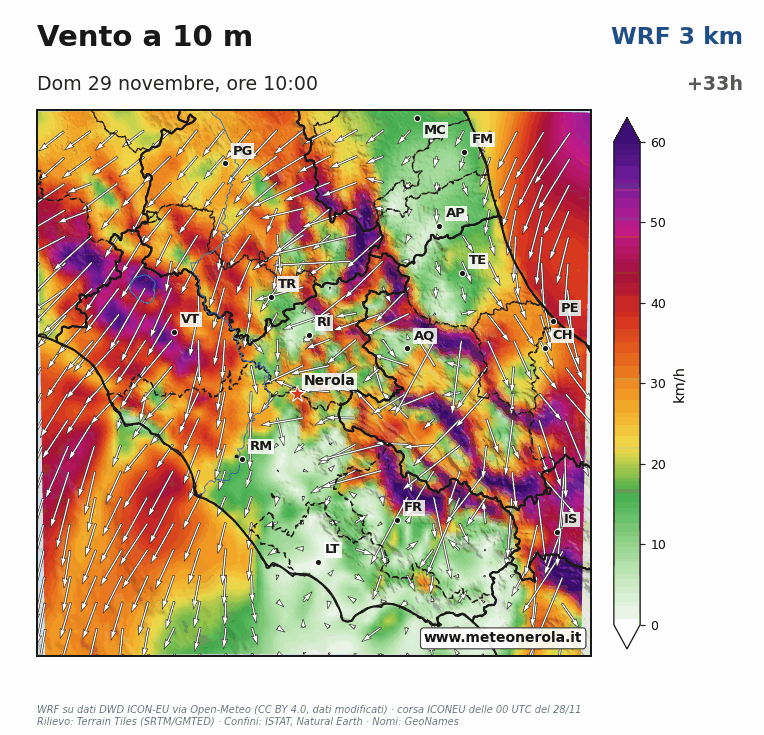 Vento a 10 m
WRF 3 km
Dom 29 novembre, ore 10:00
+33h
MC
FM
PG
AP
TE
TR
PE
VT
RI
CH
AQ
Nerola
RM
FR
IS
LT
www.meteonerola.it
60
50
40
30
20
10
0
km/h
WRF su dati DWD ICON-EU via Open-Meteo (CC BY 4.0, dati modificati) · corsa ICONEU delle 00 UTC del 28/11
Rilievo: Terrain Tiles (SRTM/GMTED) · Confini: ISTAT, Natural Earth · Nomi: GeoNames